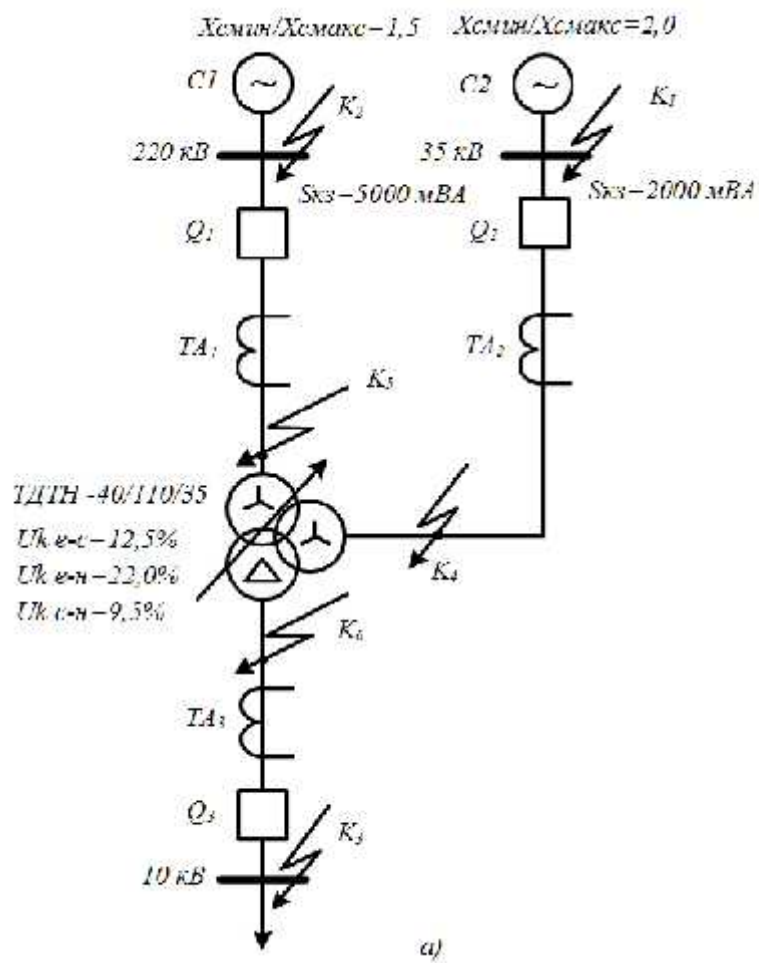 Xсмин/Xсмакс=1,5 Xсмин/Xсмакс=2,0
C1 K2 C2 K1
220 кВ 35 кВ
Sкз=5000 мВА Sкз=2000 мВА
Q1 Q2
TA1 TA2
K5
ТДТН -40/110/35
Uk в-с=12,5%
Uk в-н=22,0% K4
Uk с-н=9,5%
K6
TA3
Q3 K3
10 кВ
а)